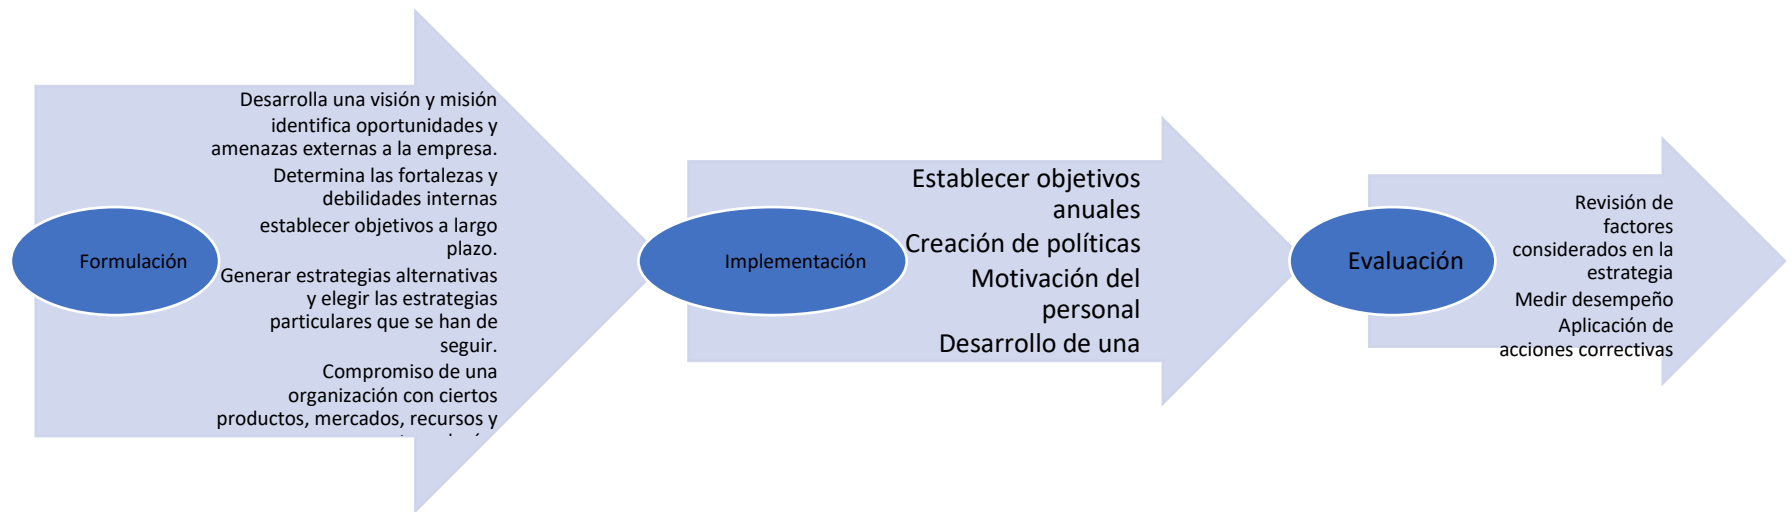 Formulación
Desarrolla una visión y misión
identifica oportunidades y
amenazas externas a la empresa.
Determina las fortalezas y
debilidades internas
establecer objetivos a largo
plazo.
Generar estrategias alternativas
y elegir las estrategias
particulares que se han de
seguir.
Compromiso de una
organización con ciertos
productos, mercados, recursos y
Implementación
Establecer objetivos
anuales
Creación de políticas
Motivación del
personal
Desarrollo de una
Evaluación
Revisión de
factores
considerados en la
estrategia
Medir desempeño
Aplicación de
acciones correctivas